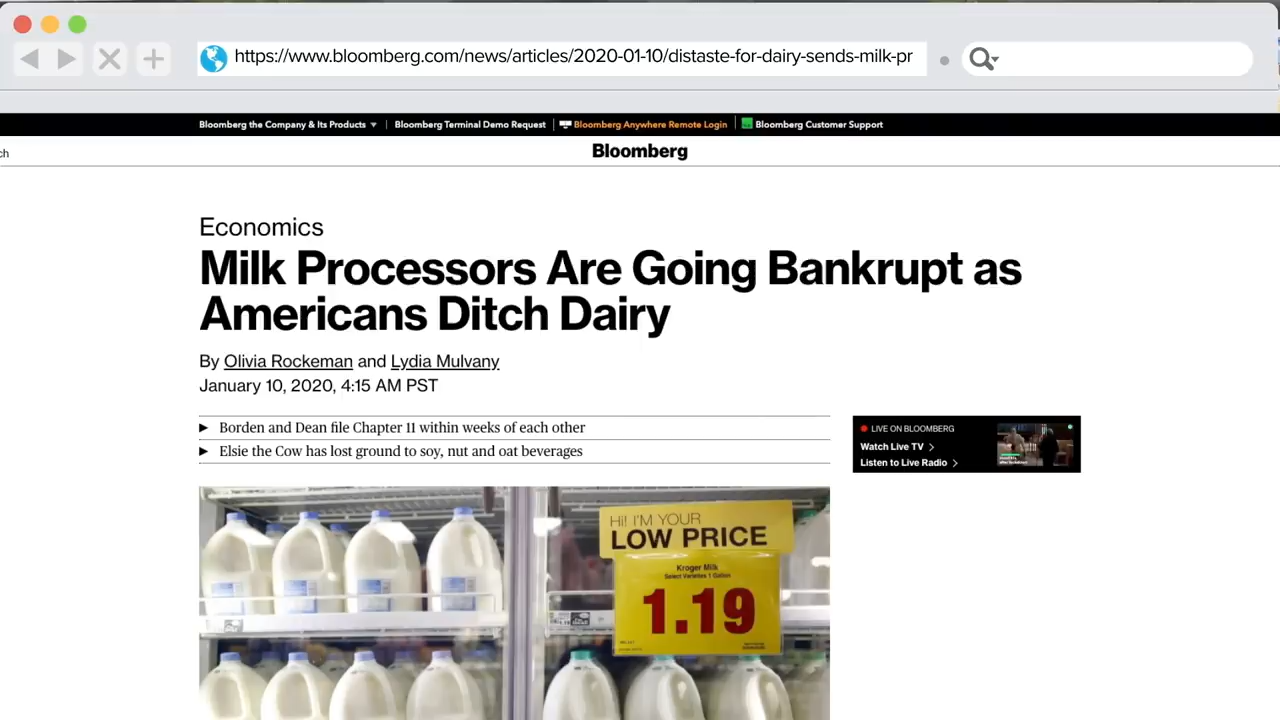 https://www.bloomberg.com/news/articles/2020-01-10/distaste-for-dairy-sends-milk-pr
Bloomberg the Company & Its Products ▼ | Bloomberg Terminal Demo Request | Bloomberg Anywhere Remote Login | Bloomberg Customer Support
ch
Bloomberg
Economics
Milk Processors Are Going Bankrupt as
Americans Ditch Dairy
By Olivia Rockeman and Lydia Mulvany
January 10, 2020, 4:15 AM PST
► Borden and Dean file Chapter 11 within weeks of each other
► Elsie the Cow has lost ground to soy, nut and oat beverages
LIVE ON BLOOMBERG
Watch Live TV >
Listen to Live Radio >
HI! I'M YOUR
LOW PRICE
Kroger Milk
Select Varieties 1 Gallon
1.19